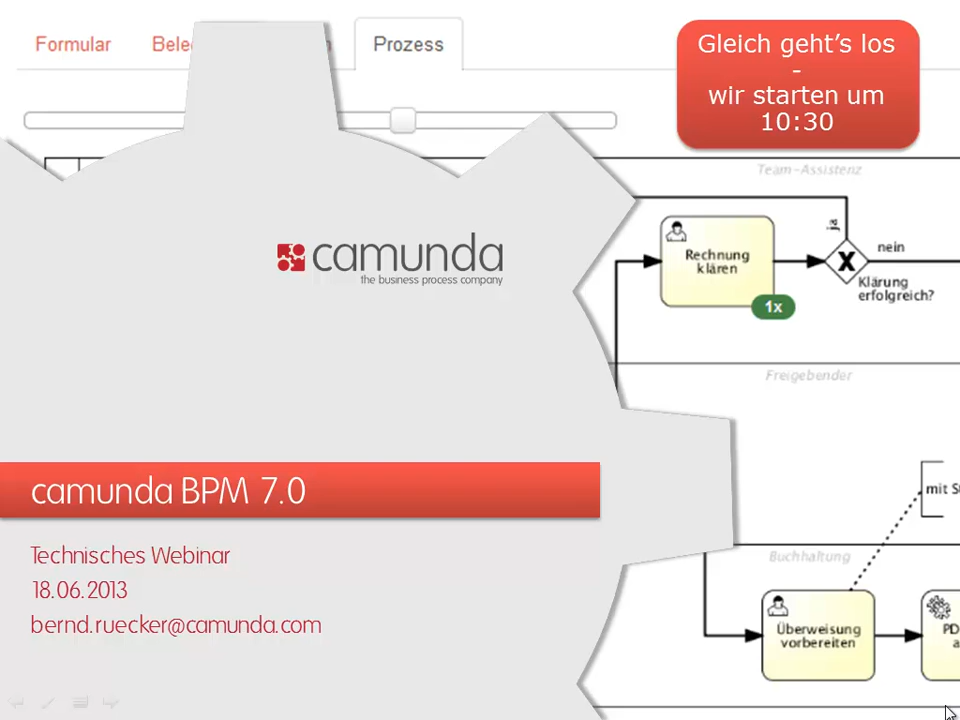 Formular
Prozess
Gleich geht's los
-
wir starten um
10:30
Team-Assistenz
ja
nein
Rechnung
klären
1x
Klärung
erfolgreich?
camunda
the business process company
Freigebender
camunda BPM 7.0
mit
Technisches Webinar
18.06.2013
bernd.ruecker@camunda.com
Buchhaltung
Überweisung
vorbereiten